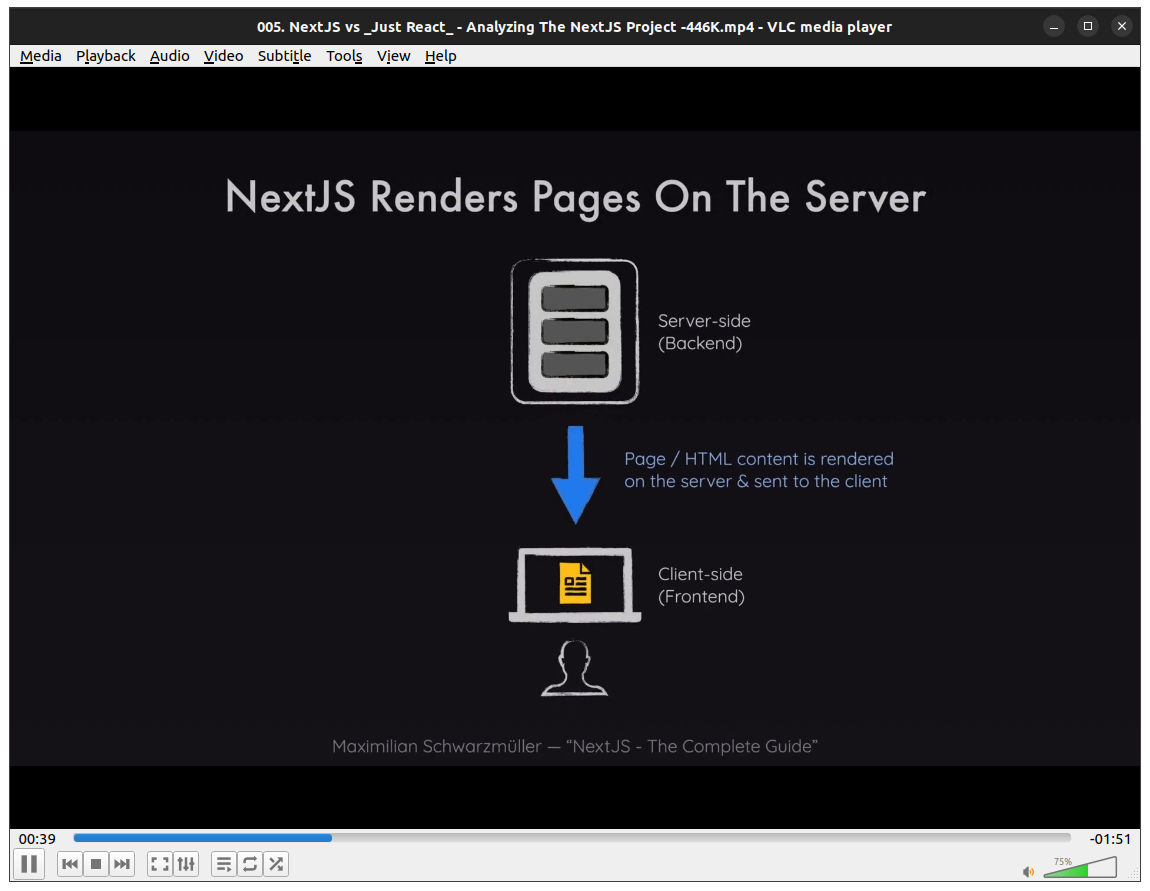 005. NextJS vs _Just React_ - Analyzing The NextJS Project -446K.mp4 - VLC media player
Media Playback Audio Video Subtitle Tools View Help
NextJS Renders Pages On The Server
Server-side
(Backend)
Page / HTML content is rendered
on the server & sent to the client
Client-side
(Frontend)
Maximilian Schwarzmüller — “NextJS - The Complete Guide”
00:39
-01:51
75%